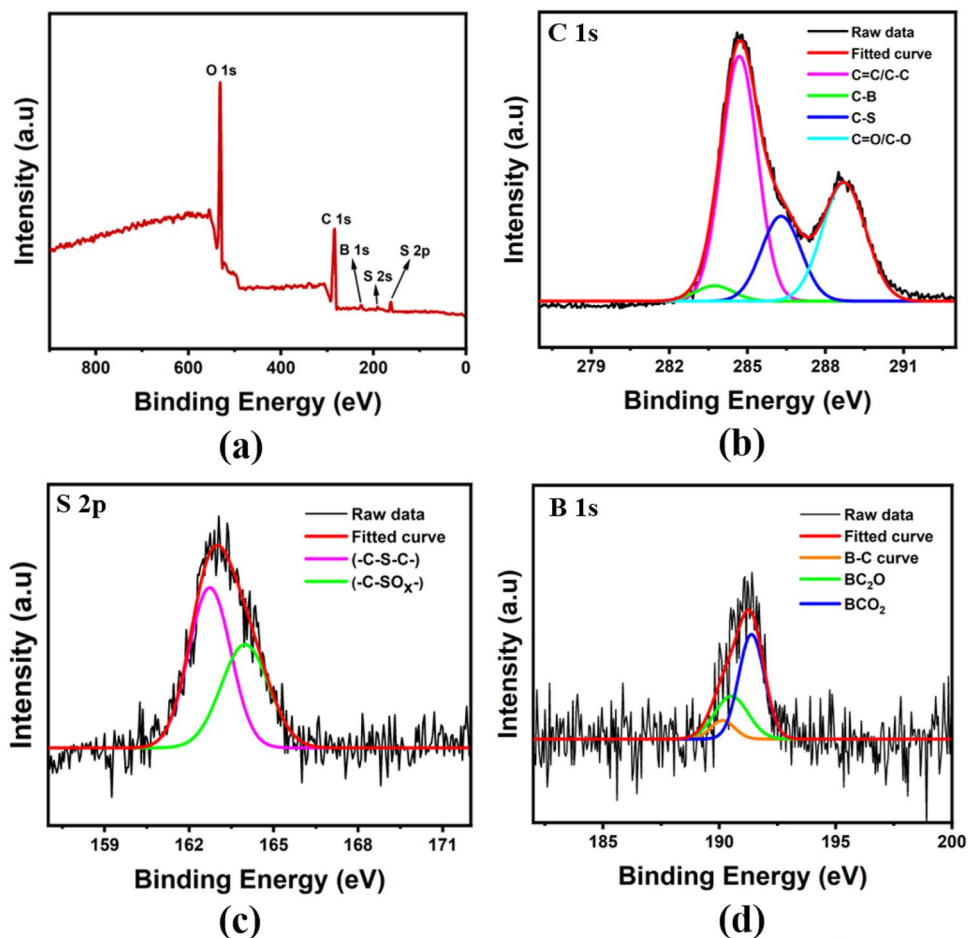 O 1s
C 1s
B 1s
S 2s
S 2p
Intensity (a.u)
800
600
400
200
0
Binding Energy (eV)
(a)
C 1s
Raw data
Fitted curve
C=C/C-C
C-B
C-S
C=O/C-O
Intensity (a.u)
279
282
285
288
291
Binding Energy (eV)
(b)
S 2p
Raw data
Fitted curve
(-C-S-C-)
(-C-SOx-)
Intensity (a.u)
159
162
165
168
171
Binding Energy (eV)
(c)
B 1s
Raw data
Fitted curve
B-C curve
BC₂O
BCO₂
Intensity (a.u)
185
190
195
200
Binding Energy (eV)
(d)